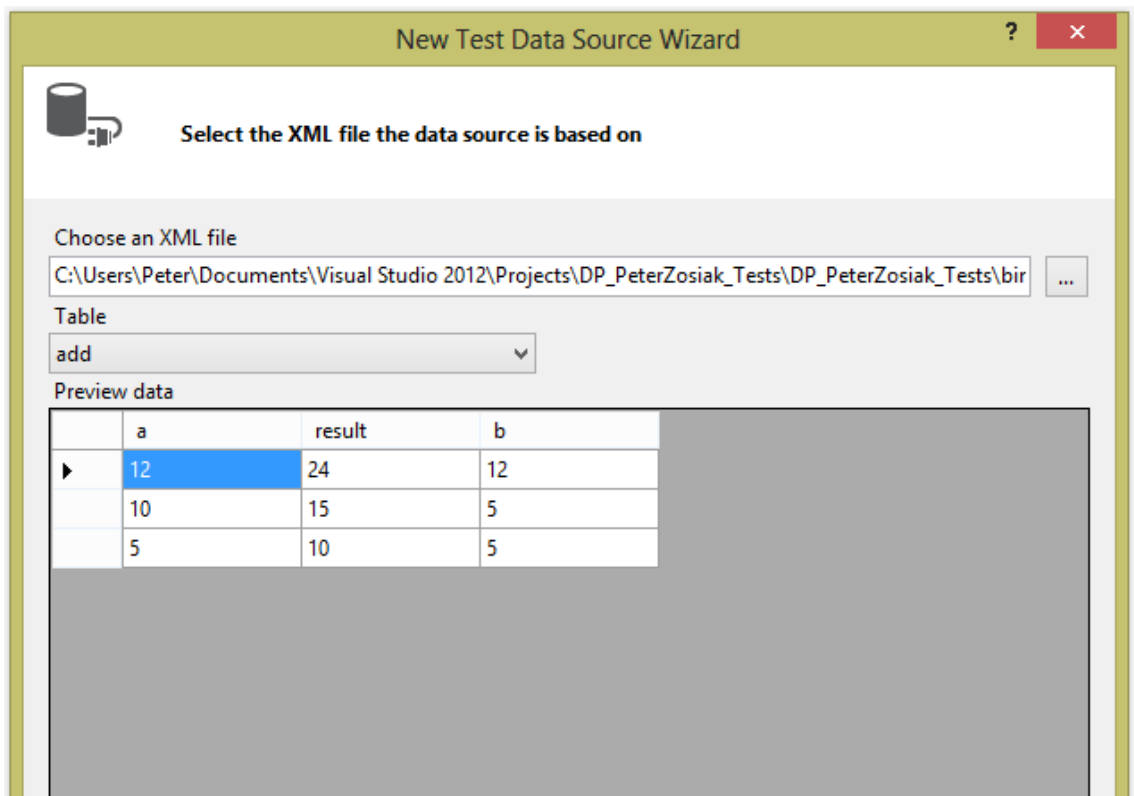 New Test Data Source Wizard ? ×
Select the XML file the data source is based on
Choose an XML file
C:\Users\Peter\Documents\Visual Studio 2012\Projects\DP_PeterZosiak_Tests\DP_PeterZosiak_Tests\bir ...
Table
add
Preview data
a result b
12 24 12
10 15 5
5 10 5